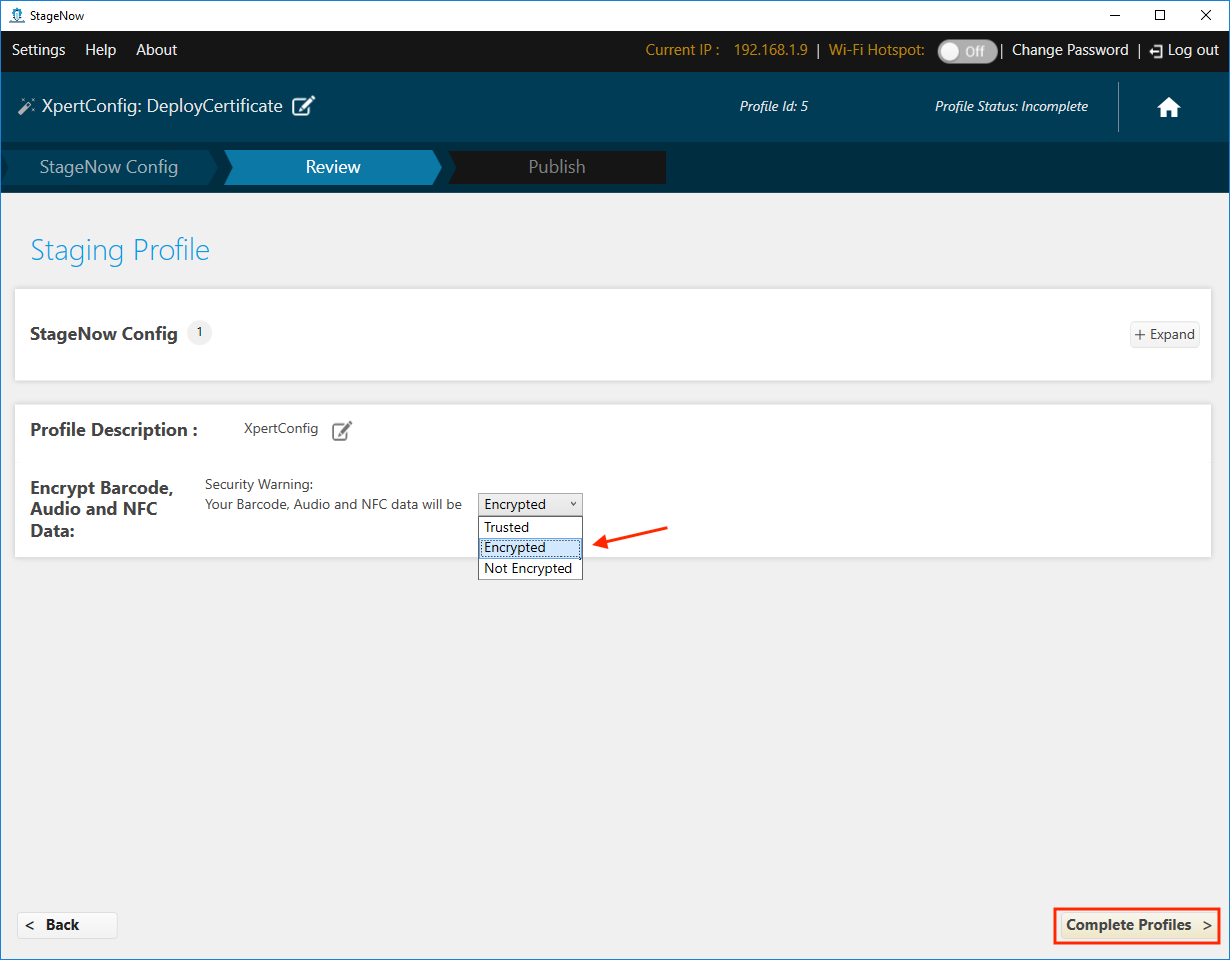 StageNow
Settings Help About Current IP : 192.168.1.9 | Wi-Fi Hotspot: Off | Change Password | Log out
XpertConfig: DeployCertificate Profile Id: 5 Profile Status: Incomplete
StageNow Config Review Publish
Staging Profile
StageNow Config 1 + Expand
Profile Description : XpertConfig
Encrypt Barcode,
Audio and NFC
Data:
Security Warning:
Your Barcode, Audio and NFC data will be Encrypted
Trusted
Encrypted
Not Encrypted
< Back Complete Profiles >